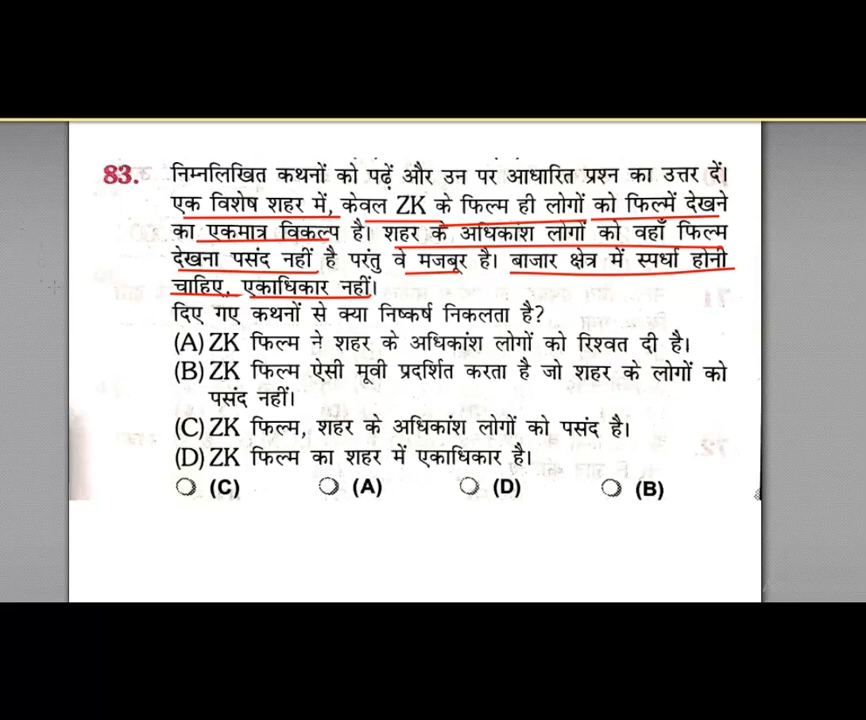 83. निम्नलिखित कथनों को पढ़ें और उन पर आधारित प्रश्न का उत्तर दें।
एक विशेष शहर में, केवल ZK के फिल्म ही लोगों को फिल्में देखने
का एकमात्र विकल्प है। शहर के अधिकांश लोगों को वहाँ फिल्म
देखना पसंद नहीं है परंतु वे मजबूर है। बाजार क्षेत्र में स्पर्धा होनी
चाहिए, एकाधिकार नहीं।
दिए गए कथनों से क्या निष्कर्ष निकलता है?
(A) ZK फिल्म ने शहर के अधिकांश लोगों को रिश्वत दी है।
(B) ZK फिल्म ऐसी मूवी प्रदर्शित करता है जो शहर के लोगों को
पसंद नहीं।
(C) ZK फिल्म, शहर के अधिकांश लोगों को पसंद है।
(D) ZK फिल्म का शहर में एकाधिकार है।
(C) (A) (D) (B)